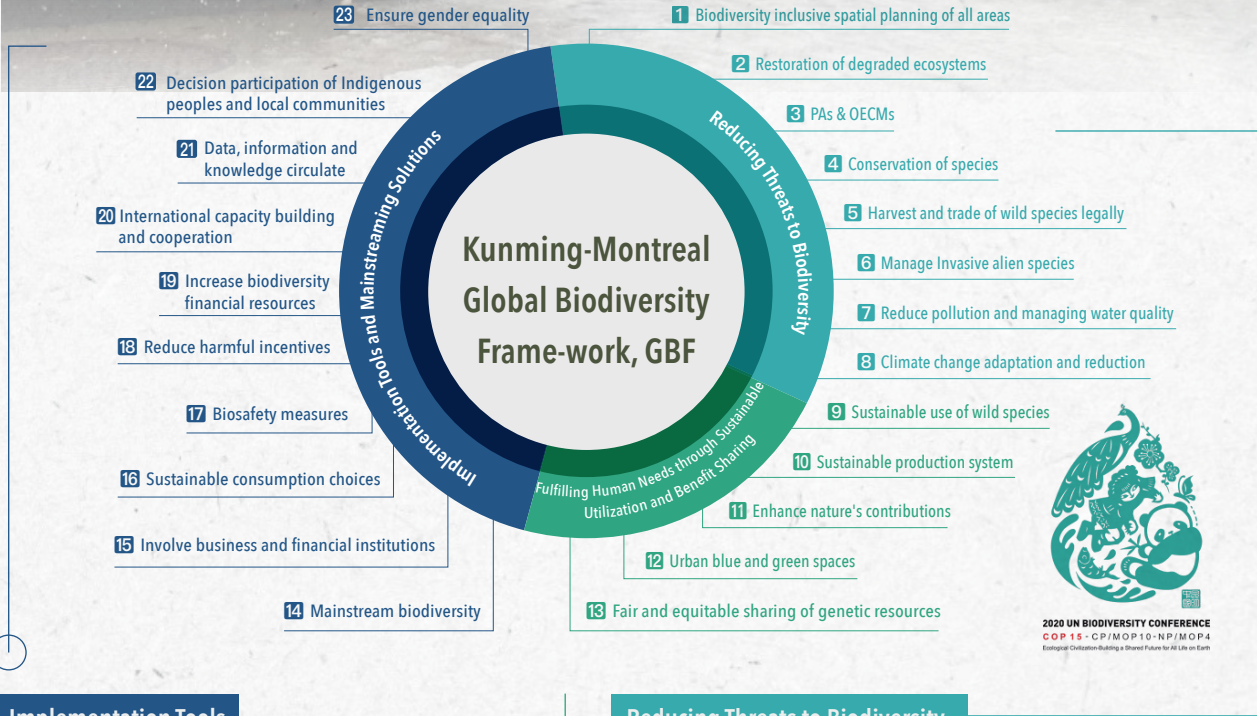 23 Ensure gender equality
1 Biodiversity inclusive spatial planning of all areas
22 Decision participation of Indigenous
peoples and local communities
2 Restoration of degraded ecosystems
3 PAs & OECMs
21 Data, information and
knowledge circulate
4 Conservation of species
20 International capacity building
and cooperation
5 Harvest and trade of wild species legally
19 Increase biodiversity
financial resources
6 Manage Invasive alien species
7 Reduce pollution and managing water quality
18 Reduce harmful incentives
8 Climate change adaptation and reduction
17 Biosafety measures
9 Sustainable use of wild species
16 Sustainable consumption choices
10 Sustainable production system
11 Enhance nature's contributions
15 Involve business and financial institutions
12 Urban blue and green spaces
14 Mainstream biodiversity
13 Fair and equitable sharing of genetic resources
Implementation Tools and Mainstreaming Solutions
Reducing Threats to Biodiversity
Fulfilling Human Needs through Sustainable
Utilization and Benefit Sharing
Kunming-Montreal
Global Biodiversity
Frame-work, GBF
2020 UN BIODIVERSITY CONFERENCE
COP 15 - CP/MOP10-NP/MOP4
Ecological Civilization-Building a Shared Future for All Life on Earth
Implementation Tools
Reducing Threats to Biodiversity